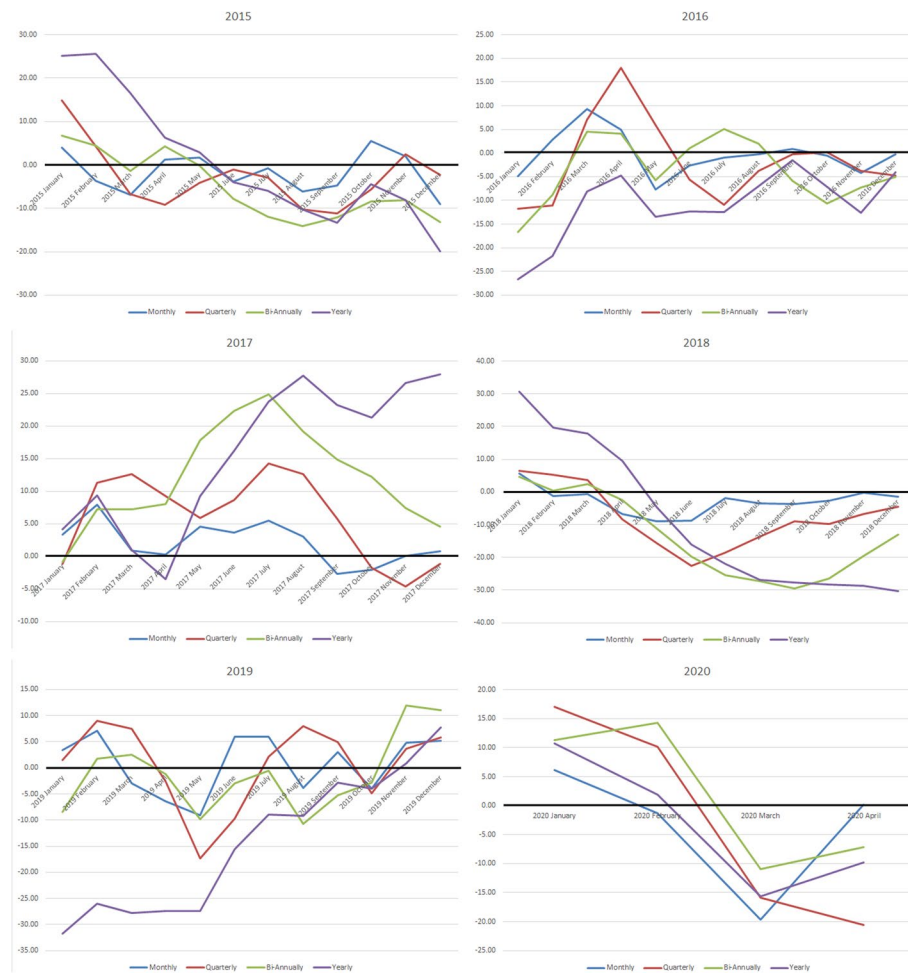 2015
30.00
20.00
10.00
0.00
-10.00
-20.00
-30.00
2015 January
2015 February
2015 March
2015 April
2015 May
2015 June
2015 July
2015 August
2015 September
2015 October
2015 November
2015 December
Monthly Quarterly Bi-Annually Yearly
2016
25.00
20.00
15.00
10.00
5.00
0.00
-5.00
-10.00
-15.00
-20.00
-25.00
-30.00
2016 January
2016 February
2016 March
2016 April
2016 May
2016 June
2016 July
2016 August
2016 September
2016 October
2016 November
2016 December
Monthly Quarterly Bi-Annually Yearly
2017
30.00
25.00
20.00
15.00
10.00
5.00
0.00
-5.00
-10.00
2017 January
2017 February
2017 March
2017 April
2017 May
2017 June
2017 July
2017 August
2017 September
2017 October
2017 November
2017 December
Monthly Quarterly Bi-Annually Yearly
2018
40.00
30.00
20.00
10.00
0.00
-10.00
-20.00
-30.00
-40.00
2018 January
2018 February
2018 March
2018 April
2018 May
2018 June
2018 July
2018 August
2018 September
2018 October
2018 November
2018 December
Monthly Quarterly Bi-Annually Yearly
2019
15.00
10.00
5.00
0.00
-5.00
-10.00
-15.00
-20.00
-25.00
-30.00
-35.00
2019 January
2019 February
2019 March
2019 April
2019 May
2019 June
2019 July
2019 August
2019 September
2019 October
2019 November
2019 December
Monthly Quarterly Bi-Annually Yearly
2020
20.00
15.00
10.00
5.00
0.00
-5.00
-10.00
-15.00
-20.00
-25.00
2020 January
2020 February
2020 March
2020 April
Monthly Quarterly Bi-Annually Yearly